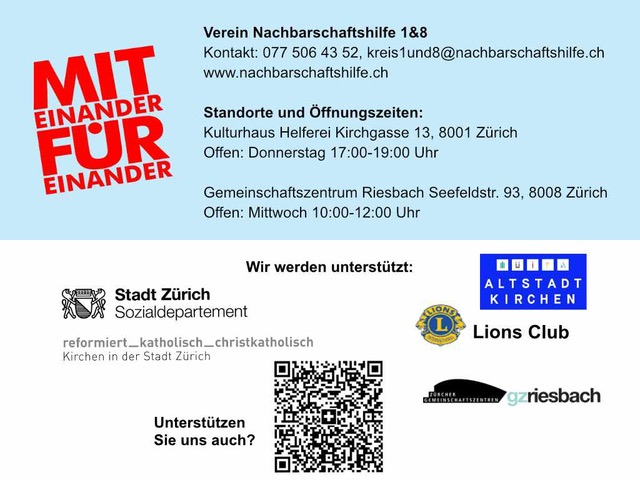 MIT
EINANDER
FÜR
EINANDER
Verein Nachbarschaftshilfe 1&8
Kontakt: 077 506 43 52, kreis1und8@nachbarschaftshilfe.ch
www.nachbarschaftshilfe.ch
Standorte und Öffnungszeiten:
Kulturhaus Helferei Kirchgasse 13, 8001 Zürich
Offen: Donnerstag 17:00-19:00 Uhr
Gemeinschaftszentrum Riesbach Seefeldstr. 93, 8008 Zürich
Offen: Mittwoch 10:00-12:00 Uhr
Wir werden unterstützt:
Stadt Zürich
Sozialdepartement
reformiert_katholisch_christkatholisch
Kirchen in der Stadt Zürich
ALTSTADT
KIRCHEN
LIONS
L
INTERNATIONAL
Lions Club
ZÜRCHER
GEMEINSCHAFTSZENTREN
gzriesbach
Unterstützen
Sie uns auch?